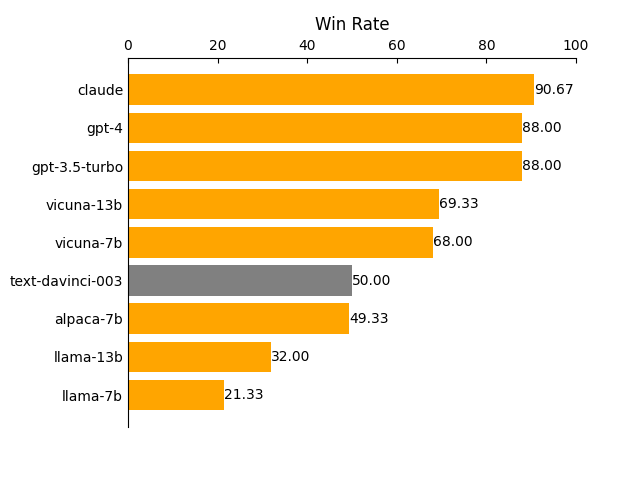 Win Rate
0 20 40 60 80 100
claude 90.67
gpt-4 88.00
gpt-3.5-turbo 88.00
vicuna-13b 69.33
vicuna-7b 68.00
text-davinci-003 50.00
alpaca-7b 49.33
llama-13b 32.00
llama-7b 21.33